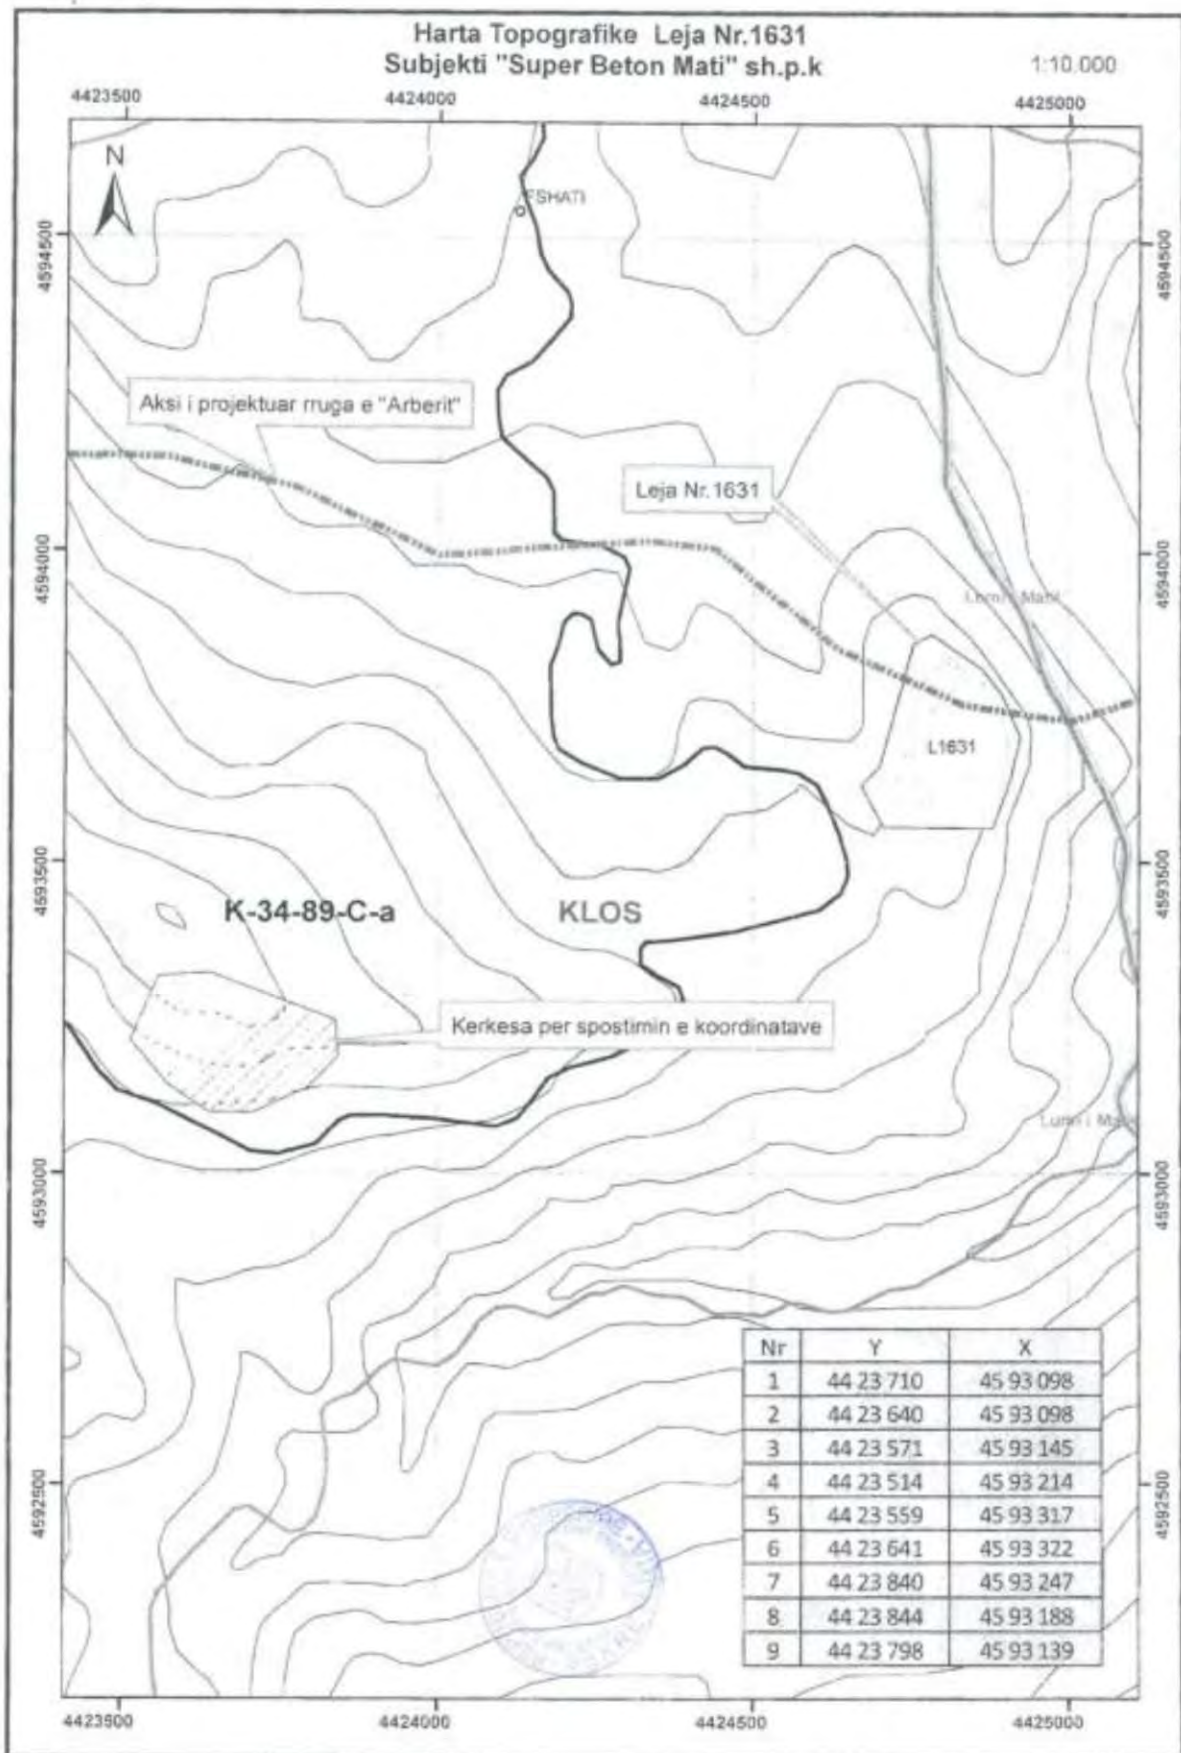 Harta Topografike Leja Nr.1631
Subjekti "Super Beton Mati" sh.p.k
1:10.000
4423500 4424000 4424500 4425000
N
FSHATI
4594500 4594500
Aksi i projektuar rruga e "Arberit"
Leja Nr.1631
4594000 4594000
Lumi i Matit
L1631
4593500 4593500
K-34-89-C-a KLOS
Kerkesa per spostimin e koordinatave
Lumi i Matit
4593000 4593000
Nr Y X
1 44 23 710 45 93 098
2 44 23 640 45 93 098
3 44 23 571 45 93 145
4 44 23 514 45 93 214
5 44 23 559 45 93 317
6 44 23 641 45 93 322
7 44 23 840 45 93 247
8 44 23 844 45 93 188
9 44 23 798 45 93 139
4592500 4592500
4423500 4424000 4424500 4425000